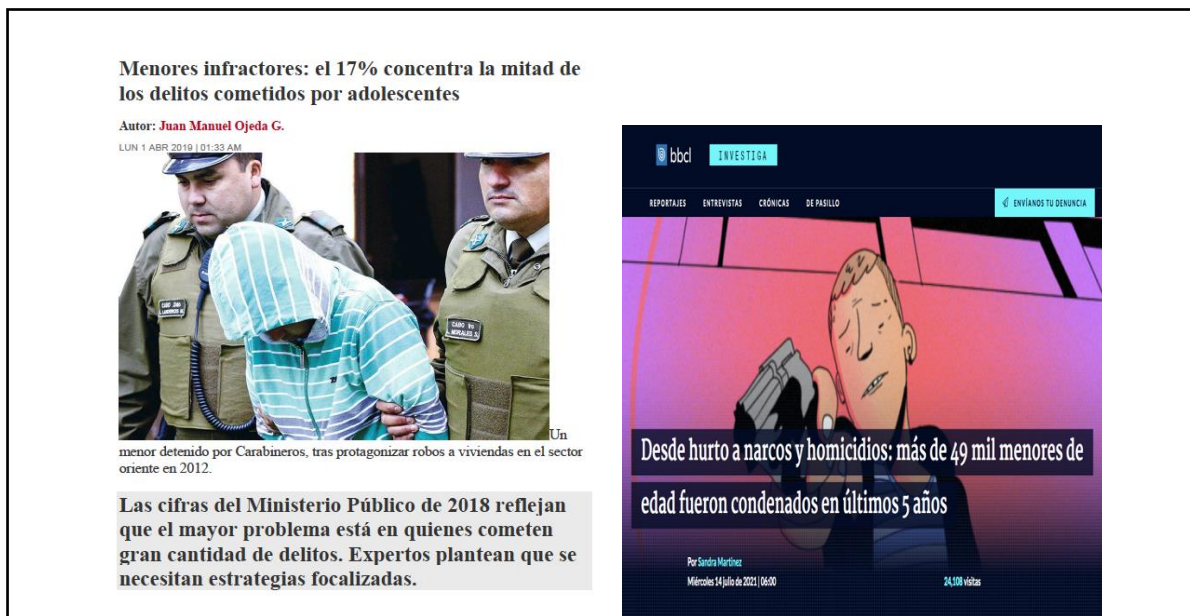 Menores infractores: el 17% concentra la mitad de
los delitos cometidos por adolescentes
Autor: Juan Manuel Ojeda G.
LUN 1 ABR 2019 | 01:33 AM
CABO 1RO
MORALES S.
Un
menor detenido por Carabineros, tras protagonizar robos a viviendas en el sector
oriente en 2012.
Las cifras del Ministerio Público de 2018 reflejan
que el mayor problema está en quienes cometen
gran cantidad de delitos. Expertos plantean que se
necesitan estrategias focalizadas.
bbcl INVESTIGA
REPORTAJES ENTREVISTAS CRÓNICAS DE PASILLO ENVÍANOS TU DENUNCIA
Desde hurto a narcos y homicidios: más de 49 mil menores de
edad fueron condenados en últimos 5 años
Por Sandra Martínez
Miércoles 14 julio de 2021 | 06:00 24,108 visitas